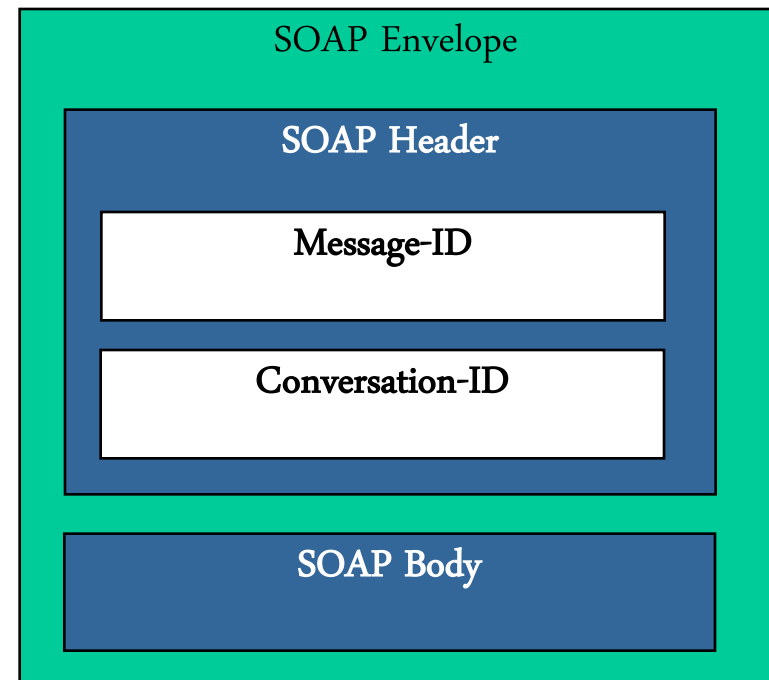 SOAP Envelope
SOAP Header
Message-ID
Conversation-ID
SOAP Body